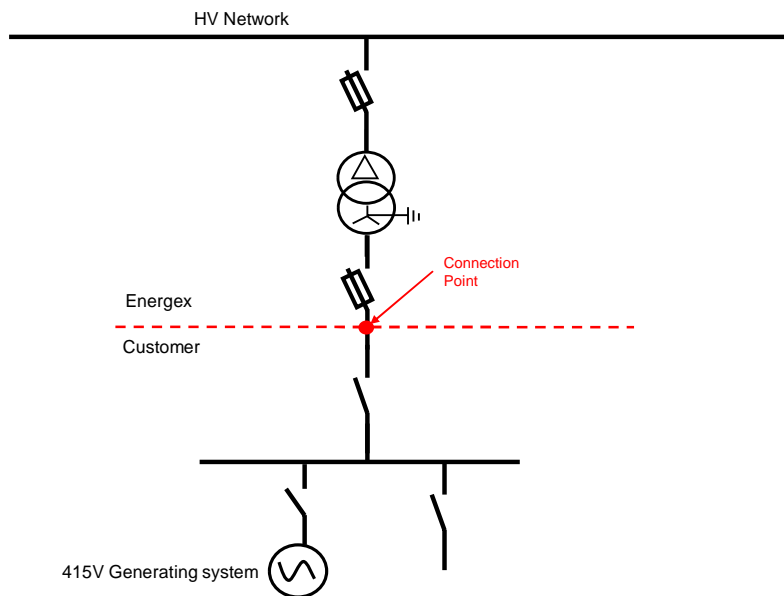 HV Network
Connection
Point
Energex
Customer
415V Generating system